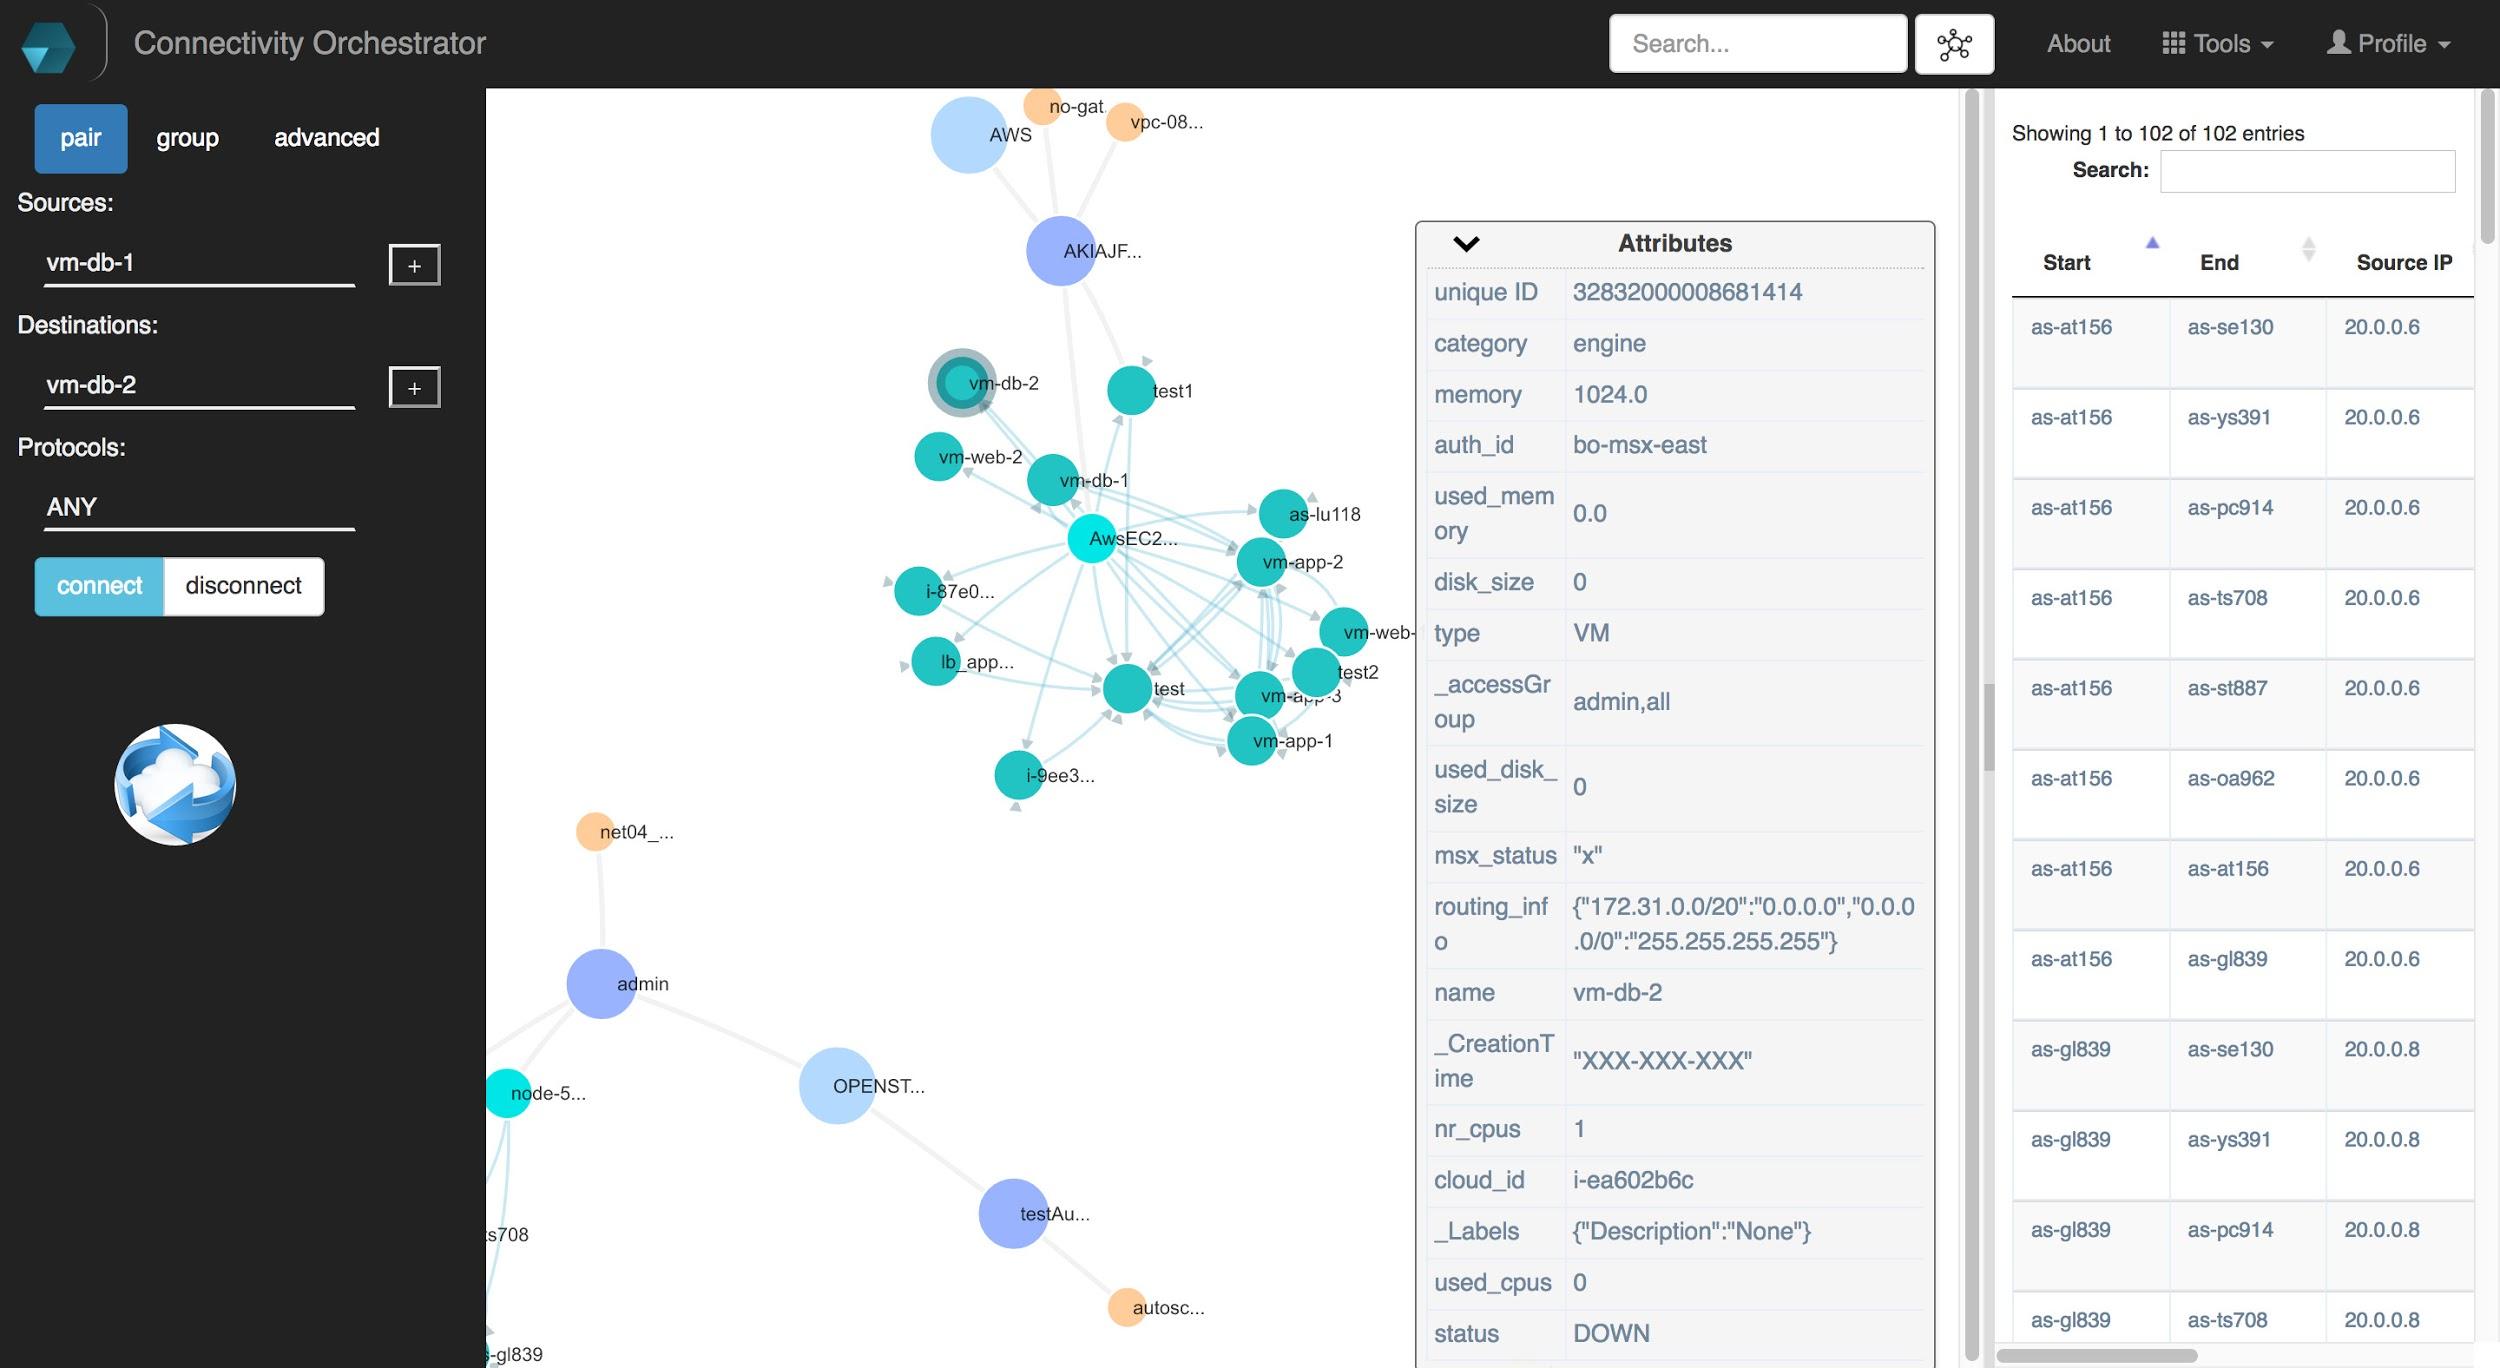 Connectivity Orchestrator
Search...
About
Tools
Profile
pair
group
advanced
Sources:
vm-db-1
+
Destinations:
vm-db-2
+
Protocols:
ANY
connect
disconnect
no-gat.
AWS
vpc-08...
AKIAJF...
vm-db-2
test1
vm-web-2
vm-db-1
as-lu118
AwsEC2...
vm-app-2
i-87e0...
vm-web-
lb_app...
test2
test
vm-app-3
vm-app-1
i-9ee3...
net04_...
admin
OPENST...
node-5...
testAu...
s708
autosc...
-gl839
Attributes
unique ID 32832000008681414
category engine
memory 1024.0
auth_id bo-msx-east
used_mem
ory 0.0
disk_size 0
type VM
_accessGr
oup admin,all
used_disk_
size 0
msx_status "x"
routing_inf {"172.31.0.0/20":"0.0.0.0","0.0.0
o .0/0":"255.255.255.255"}
name vm-db-2
_CreationT
ime "XXX-XXX-XXX"
nr_cpus 1
cloud_id i-ea602b6c
_Labels {"Description":"None"}
used_cpus 0
status DOWN
Showing 1 to 102 of 102 entries
Search:
Start End Source IP
as-at156 as-se130 20.0.0.6
as-at156 as-ys391 20.0.0.6
as-at156 as-pc914 20.0.0.6
as-at156 as-ts708 20.0.0.6
as-at156 as-st887 20.0.0.6
as-at156 as-oa962 20.0.0.6
as-at156 as-at156 20.0.0.6
as-at156 as-gl839 20.0.0.6
as-gl839 as-se130 20.0.0.8
as-gl839 as-ys391 20.0.0.8
as-gl839 as-pc914 20.0.0.8
as-gl839 as-ts708 20.0.0.8